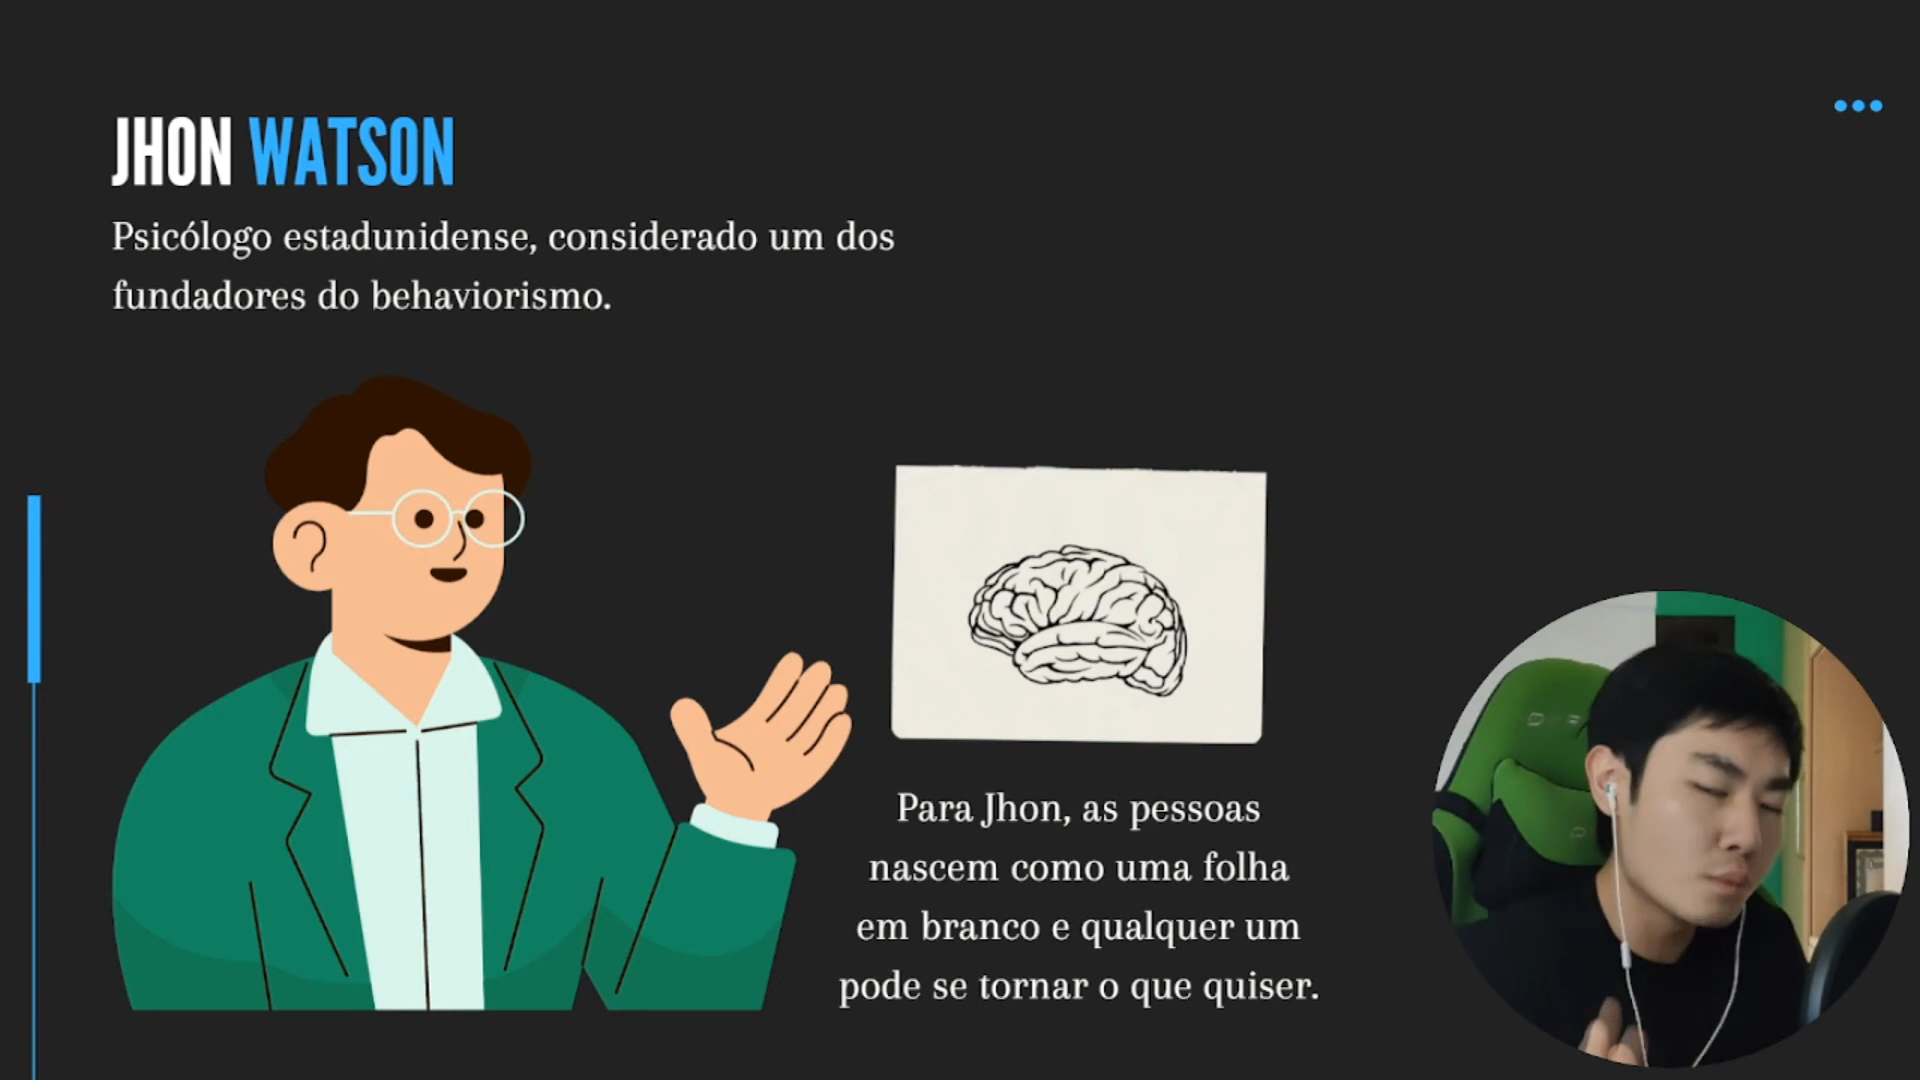 JHON WATSON
Psicólogo estadunidense, considerado um dos
fundadores do behaviorismo.
Para Jhon, as pessoas
nascem como uma folha
em branco e qualquer um
pode se tornar o que quiser.